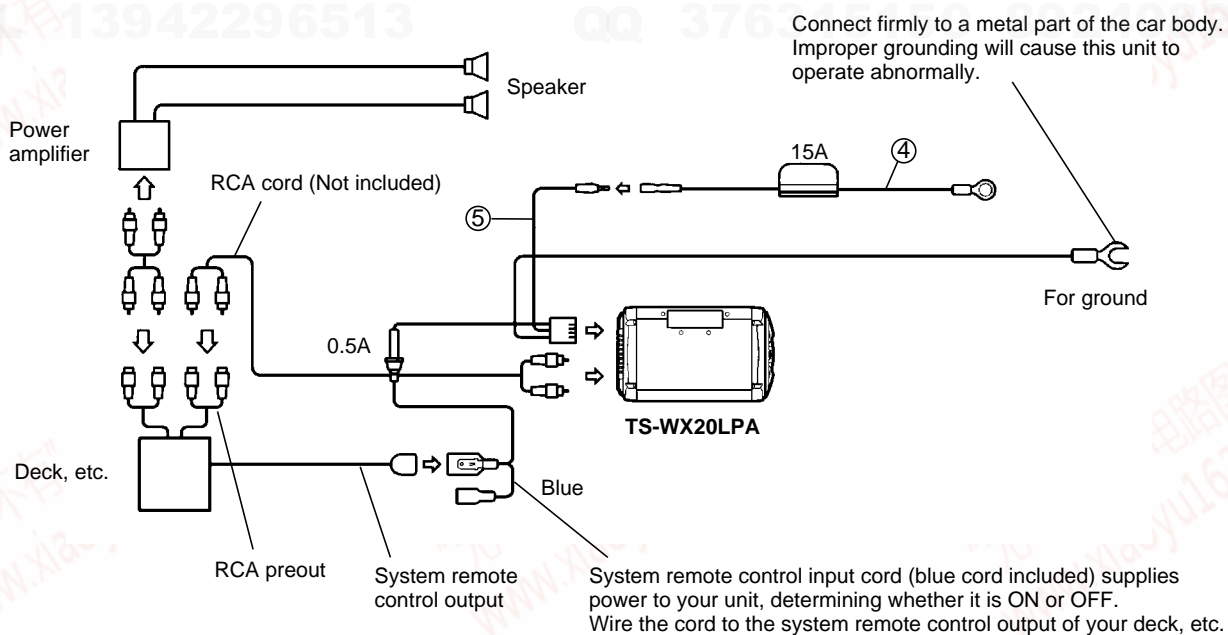 13942296513
QQ 376315150
Connect firmly to a metal part of the car body.
Improper grounding will cause this unit to
operate abnormally.
Speaker
Power
amplifier
15A
④
RCA cord (Not included)
⑤
For ground
0.5A
TS-WX20LPA
Deck, etc.
Blue
RCA preout
System remote
control output
System remote control input cord (blue cord included) supplies
power to your unit, determining whether it is ON or OFF.
Wire the cord to the system remote control output of your deck, etc.